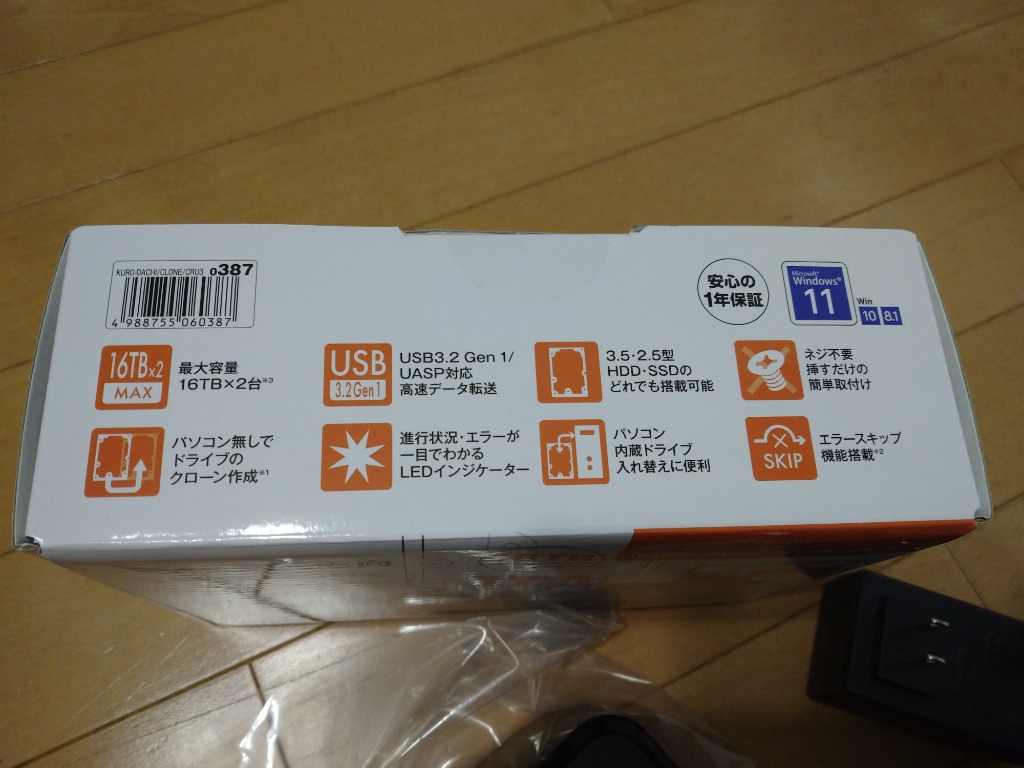 KURO-DACHI/CLONE/CRU3 0387
4 988755 060387
安心の
1年保証
Microsoft®
Windows®
11
Win
10 8.1
16TB×2
MAX
最大容量
16TB×2台※3
USB
3.2Gen1
USB3.2 Gen 1/
UASP対応
高速データ転送
3.5・2.5型
HDD・SSDの
どれでも搭載可能
ネジ不要
挿すだけの
簡単取付け
パソコン無しで
ドライブの
クローン作成※1
進行状況・エラーが
一目でわかる
LEDインジケーター
パソコン
内蔵ドライブ
入れ替えに便利
SKIP
エラースキップ
機能搭載※2